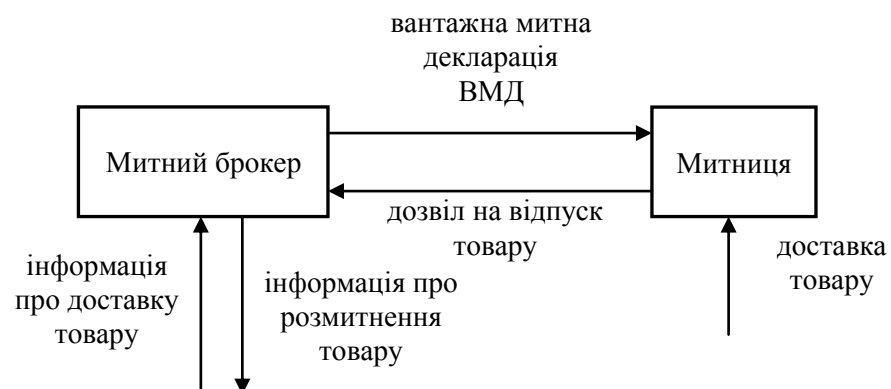 вантажна митна
декларація
ВМД
Митний брокер
Митниця
дозвіл на відпуск
товару
інформація
про доставку
товару
інформація про
розмитнення
товару
доставка
товару